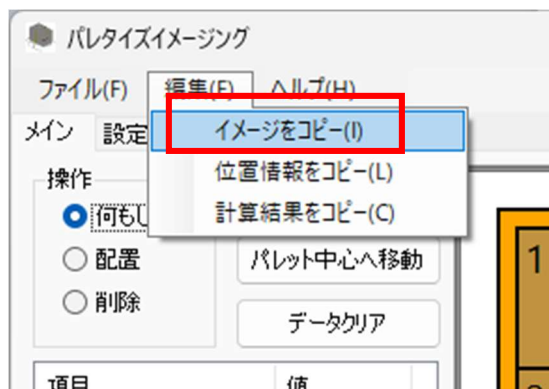 パレタイズイメージング
ファイル(F) 編集(E) ヘルプ(H)
メイン 設定
イメージをコピー(I)
位置情報をコピー(L)
計算結果をコピー(C)
操作
何もし
配置
削除
パレット中心へ移動
データクリア
項目 値
1